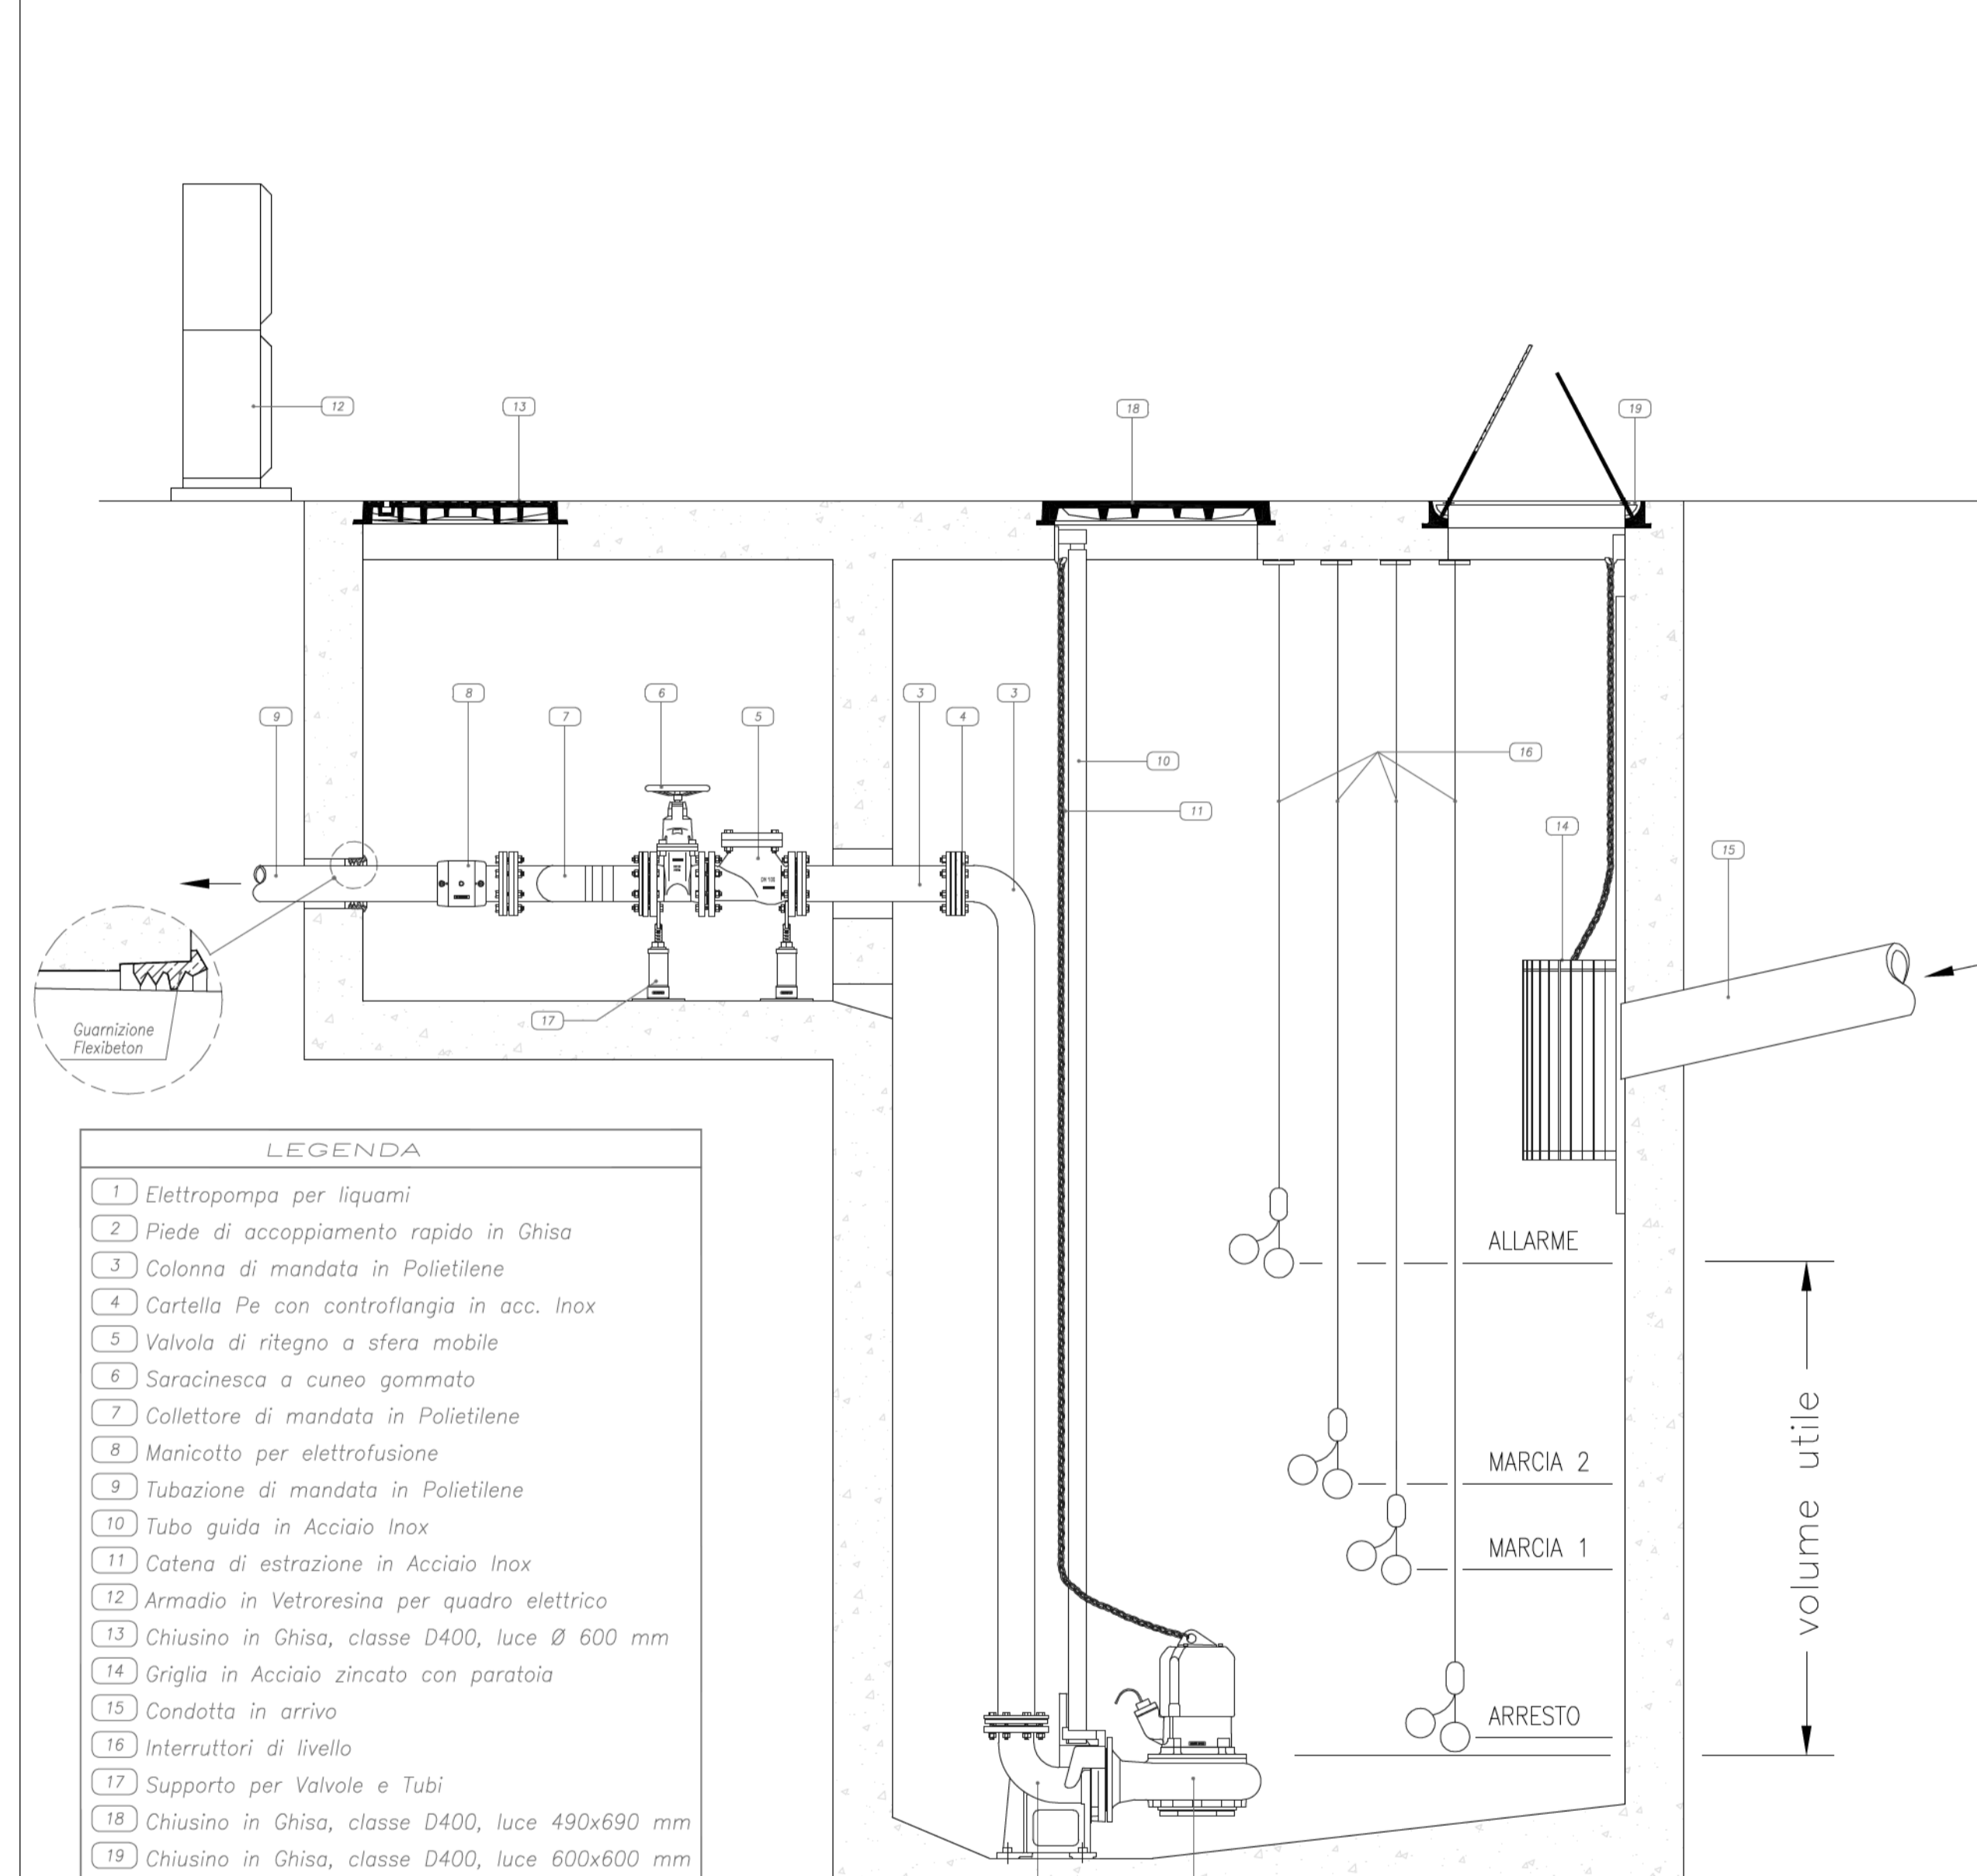 12
13
18
19
8
6
3
3
9
7
5
4
16
10
11
14
15
DN 100
17
Guarnizione
Flexibeton
LEGENDA
1 Elettropompa per liquami
2 Piede di accoppiamento rapido in Ghisa
3 Colonna di mandata in Polietilene
4 Cartella Pe con controflangia in acc. Inox
5 Valvola di ritegno a sfera mobile
6 Saracinesca a cuneo gommato
7 Collettore di mandata in Polietilene
8 Manicotto per elettrofusione
9 Tubazione di mandata in Polietilene
10 Tubo guida in Acciaio Inox
11 Catena di estrazione in Acciaio Inox
12 Armadio in Vetroresina per quadro elettrico
13 Chiusino in Ghisa, classe D400, luce Ø 600 mm
14 Griglia in Acciaio zincato con paratoia
15 Condotta in arrivo
16 Interruttori di livello
17 Supporto per Valvole e Tubi
18 Chiusino in Ghisa, classe D400, luce 490x690 mm
19 Chiusino in Ghisa, classe D400, luce 600x600 mm
ALLARME
MARCIA 2
MARCIA 1
ARRESTO
volume utile